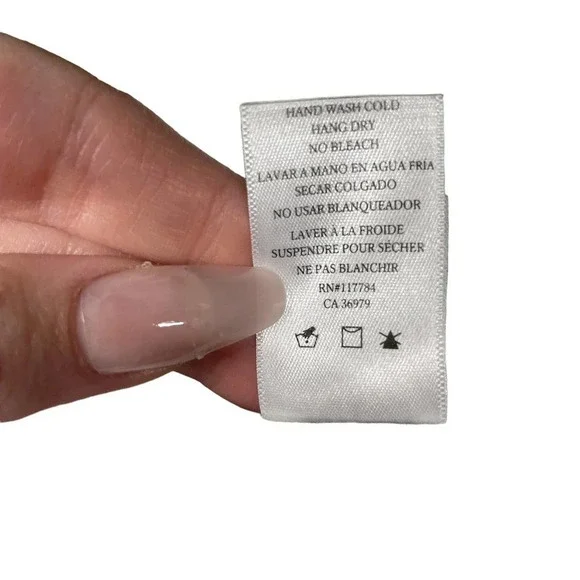 HAND WASH COLD
HANG DRY
NO BLEACH
LAVAR A MANO EN AGUA FRIA
SECAR COLGADO
NO USAR BLANQUEADOR
LAVER À LA FROIDE
SUSPENDRE POUR SÉCHER
NE PAS BLANCHIR
RN#117784
CA 36979